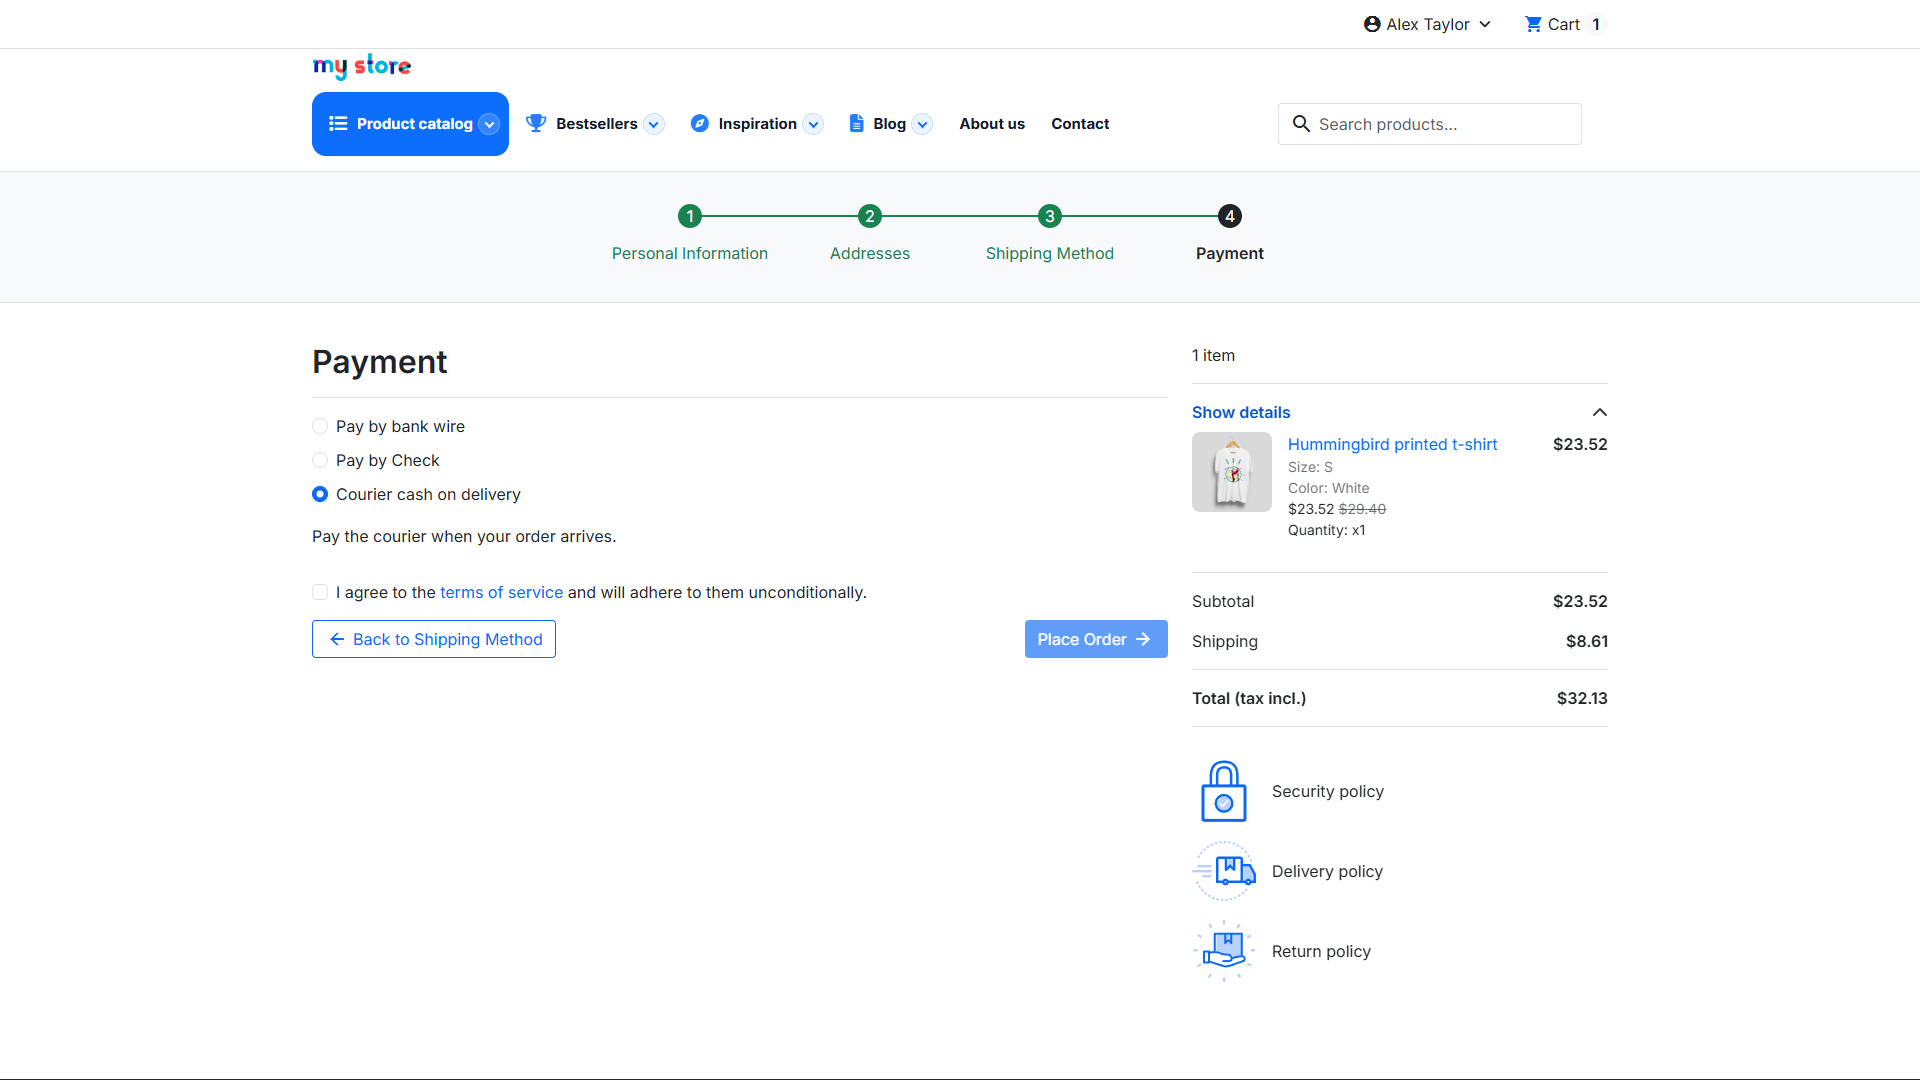 Alex Taylor
Cart 1
my store
Product catalog
Bestsellers
Inspiration
Blog
About us
Contact
Search products...
1
2
3
4
Personal Information
Addresses
Shipping Method
Payment
Payment
Pay by bank wire
Pay by Check
Courier cash on delivery
Pay the courier when your order arrives.
I agree to the terms of service and will adhere to them unconditionally.
Back to Shipping Method
Place Order
1 item
Show details
Hummingbird printed t-shirt
$23.52
Size: S
Color: White
$23.52 $29.40
Quantity: x1
Subtotal
$23.52
Shipping
$8.61
Total (tax incl.)
$32.13
Security policy
Delivery policy
Return policy